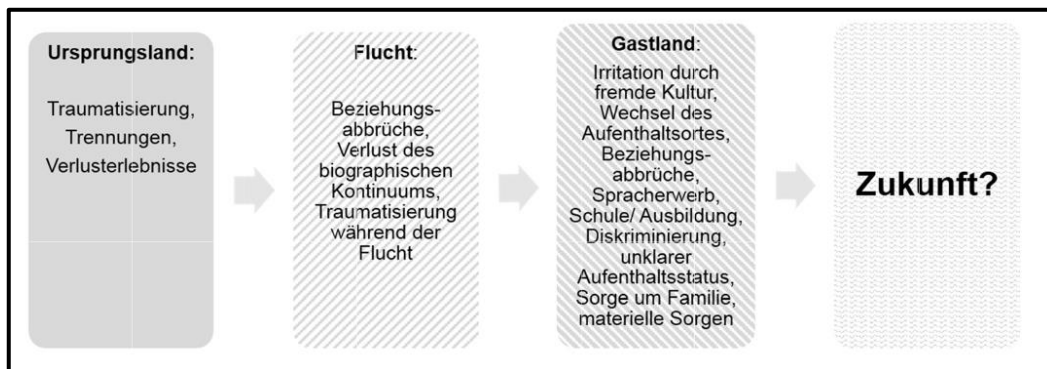 Ursprungsland:
Traumatisierung,
Trennungen,
Verlusterlebnisse
Flucht:
Beziehungs-
abbrüche,
Verlust des
biographischen
Kontinuums,
Traumatisierung
während der
Flucht
Gastland:
Irritation durch
fremde Kultur,
Wechsel des
Aufenthaltsortes,
Beziehungs-
abbrüche,
Spracherwerb,
Schule/ Ausbildung,
Diskriminierung,
unklarer
Aufenthaltsstatus,
Sorge um Familie,
materielle Sorgen
Zukunft?